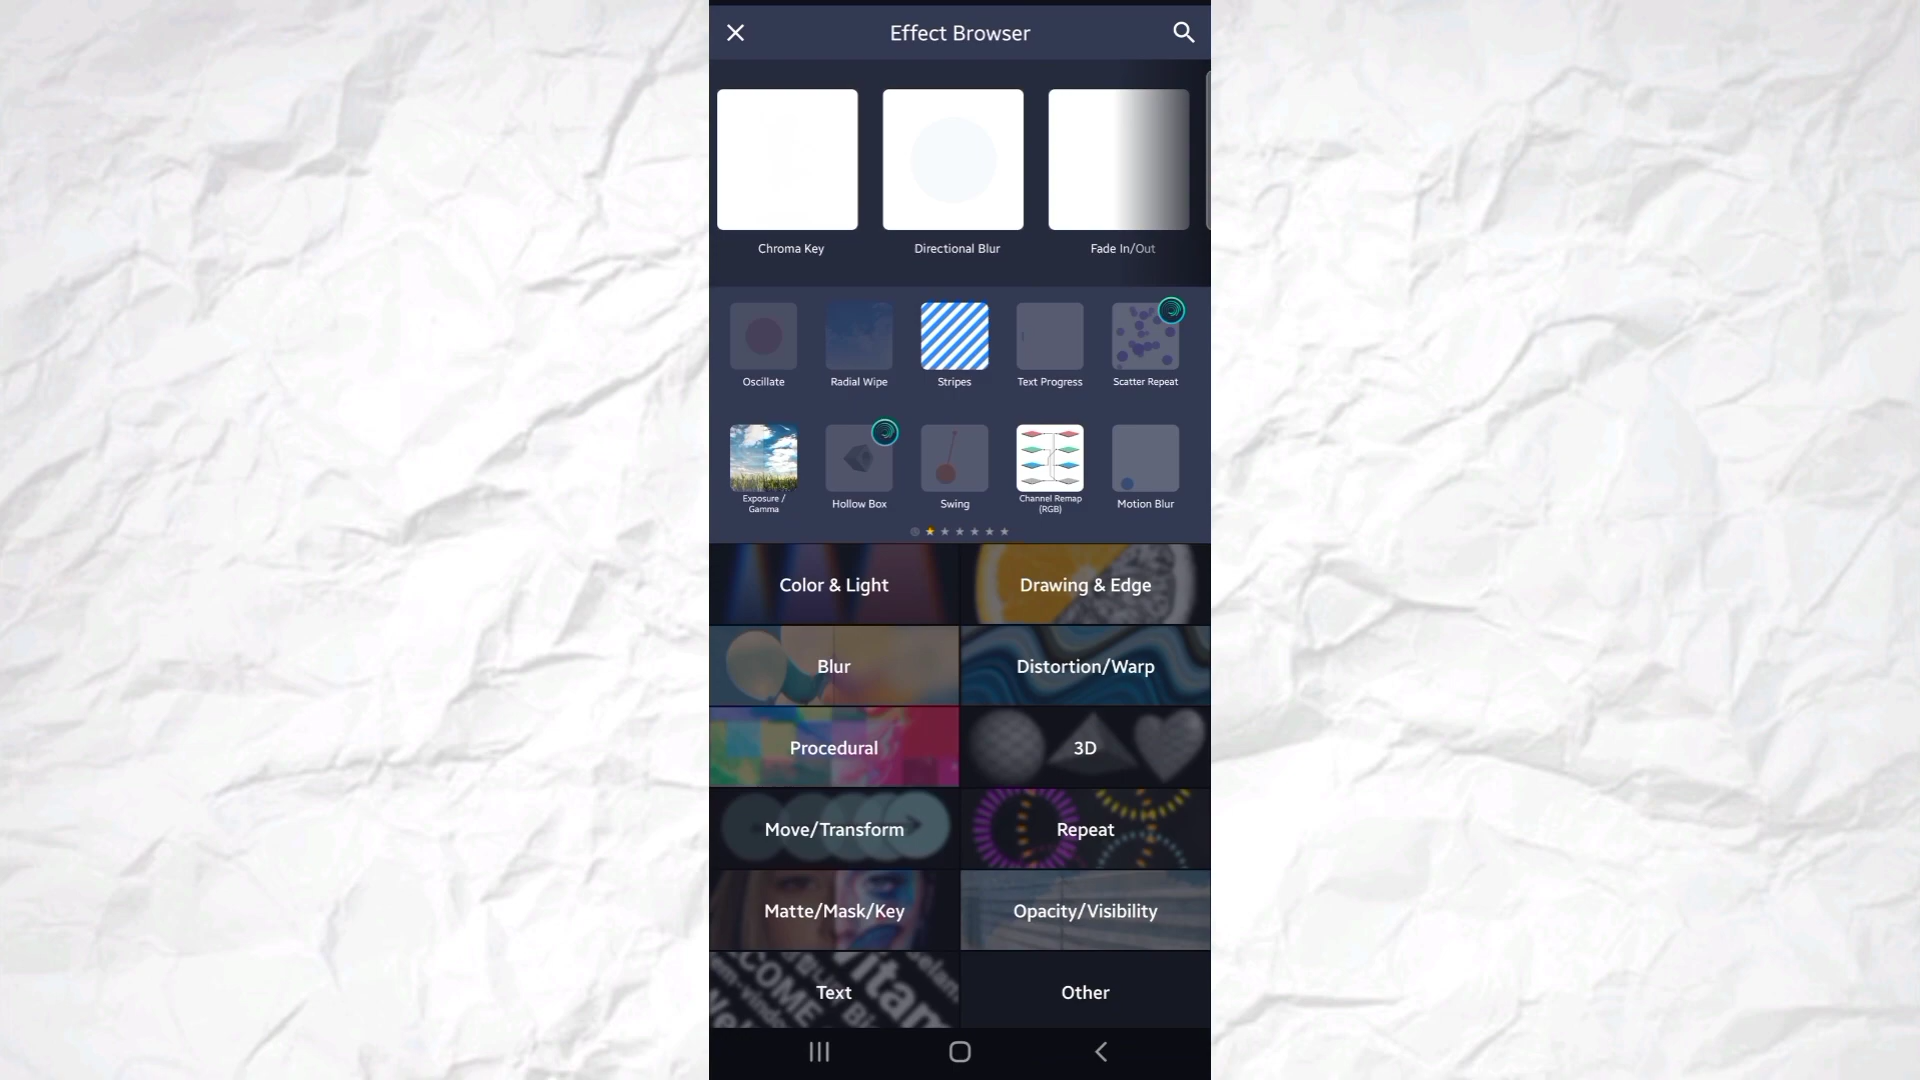 Effect Browser
Chroma Key
Directional Blur
Fade In/Out
Oscillate
Radial Wipe
Stripes
Text Progress
Scatter Repeat
Exposure /
Gamma
Hollow Box
Swing
Channel Remap
(RGB)
Motion Blur
Color & Light
Drawing & Edge
Blur
Distortion/Warp
Procedural
3D
Move/Transform
Repeat
Matte/Mask/Key
Opacity/Visibility
Text
COME
Other